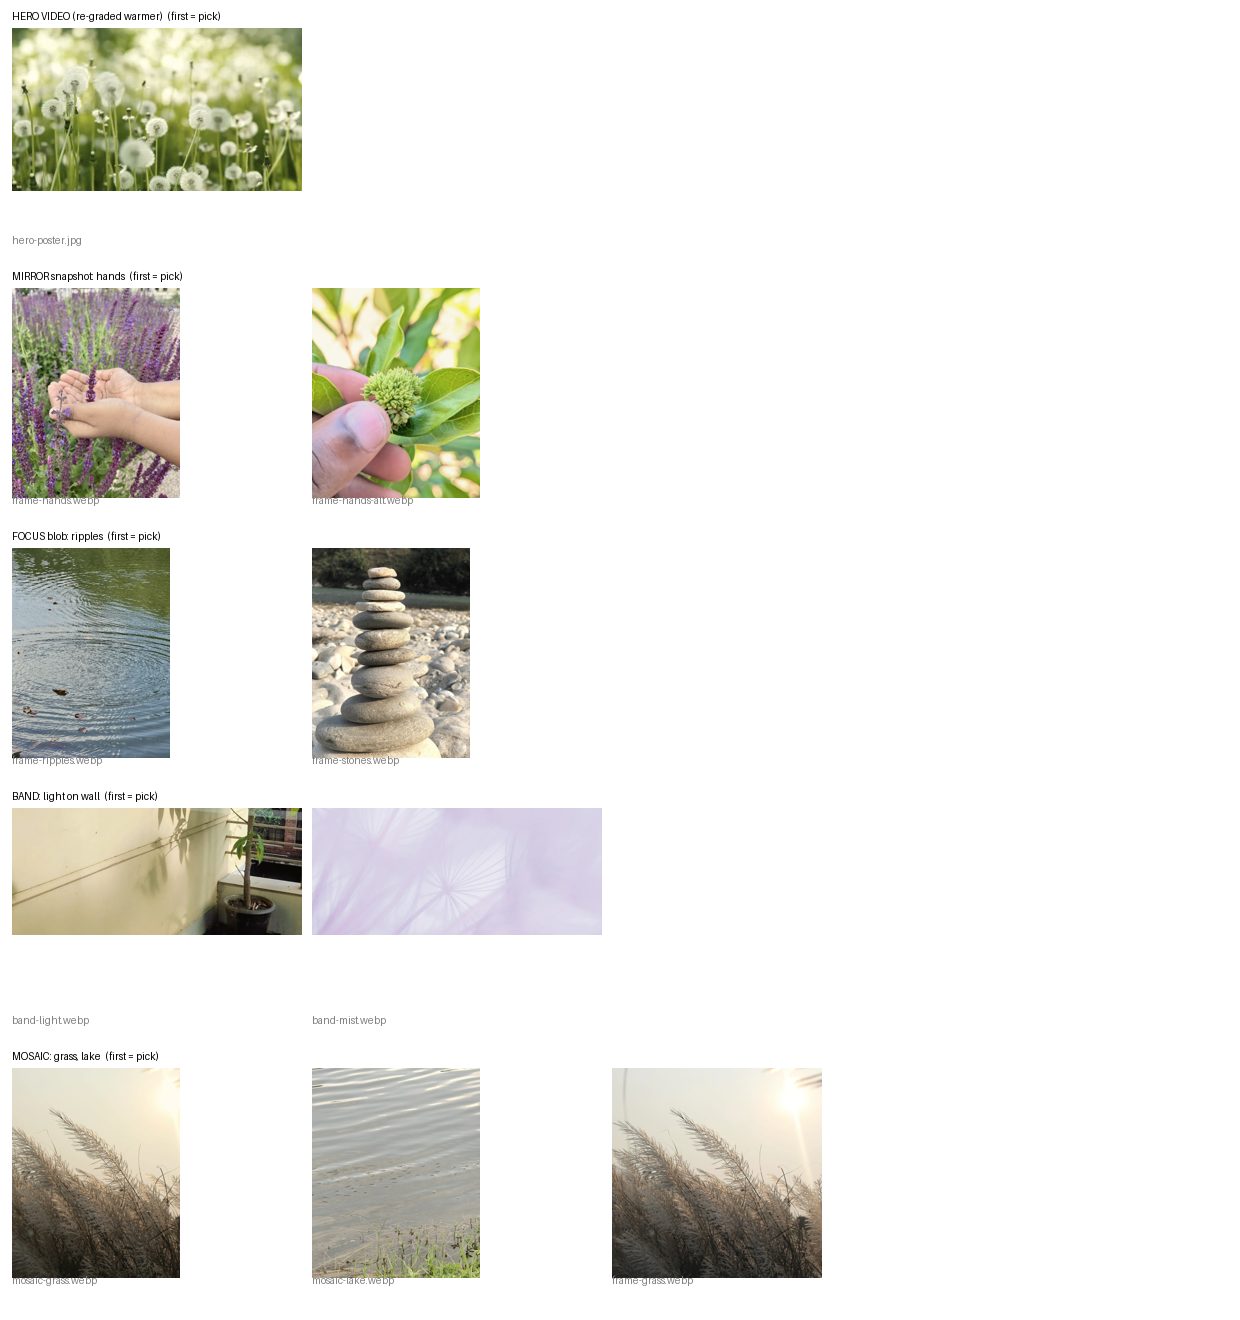 HERO VIDEO (re-graded warmer) (first = pick)
hero-poster.jpg
MIRROR snapshot: hands (first = pick)
frame-hands.webp
frame-hands-alt.webp
FOCUS blob: ripples (first = pick)
frame-ripples.webp
frame-stones.webp
BAND: light on wall (first = pick)
band-light.webp
band-mist.webp
MOSAIC: grass, lake (first = pick)
mosaic-grass.webp
mosaic-lake.webp
frame-grass.webp